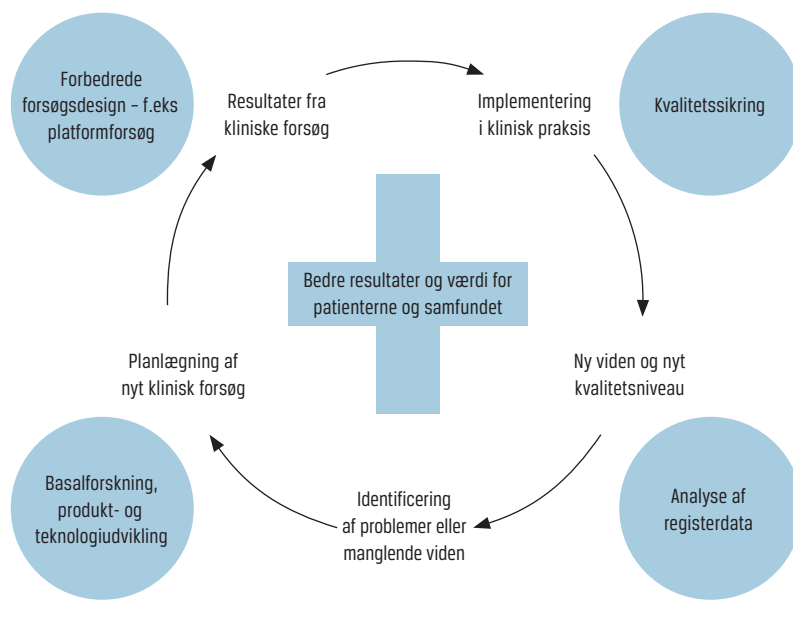 Forbedrede
forsøgsdesign – f.eks
platformforsøg
Resultater fra
kliniske forsøg
Implementering
i klinisk praksis
Kvalitetssikring
Bedre resultater og værdi for
patienterne og samfundet
Planlægning af
nyt klinisk forsøg
Ny viden og nyt
kvalitetsniveau
Basalforskning,
produkt- og
teknologiudvikling
Identificering
af problemer eller
manglende viden
Analyse af
registerdata